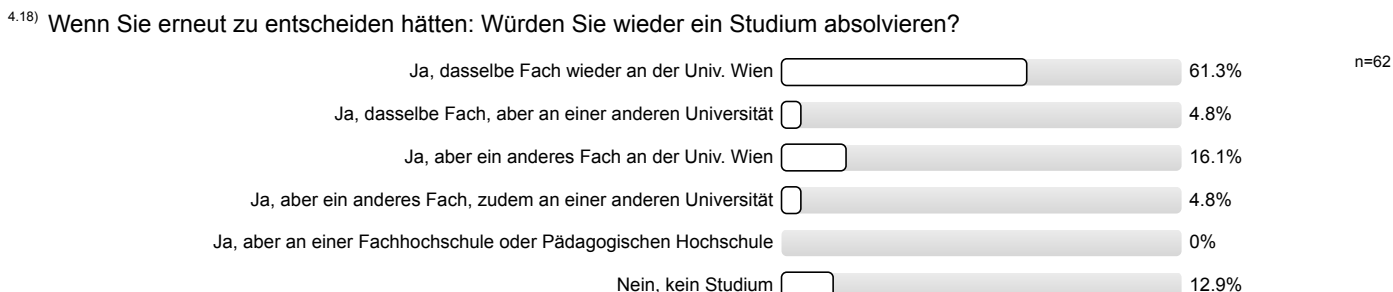 4.18) Wenn Sie erneut zu entscheiden hätten: Würden Sie wieder ein Studium absolvieren?
Ja, dasselbe Fach wieder an der Univ. Wien 61.3% n=62
Ja, dasselbe Fach, aber an einer anderen Universität 4.8%
Ja, aber ein anderes Fach an der Univ. Wien 16.1%
Ja, aber ein anderes Fach, zudem an einer anderen Universität 4.8%
Ja, aber an einer Fachhochschule oder Pädagogischen Hochschule 0%
Nein, kein Studium 12.9%